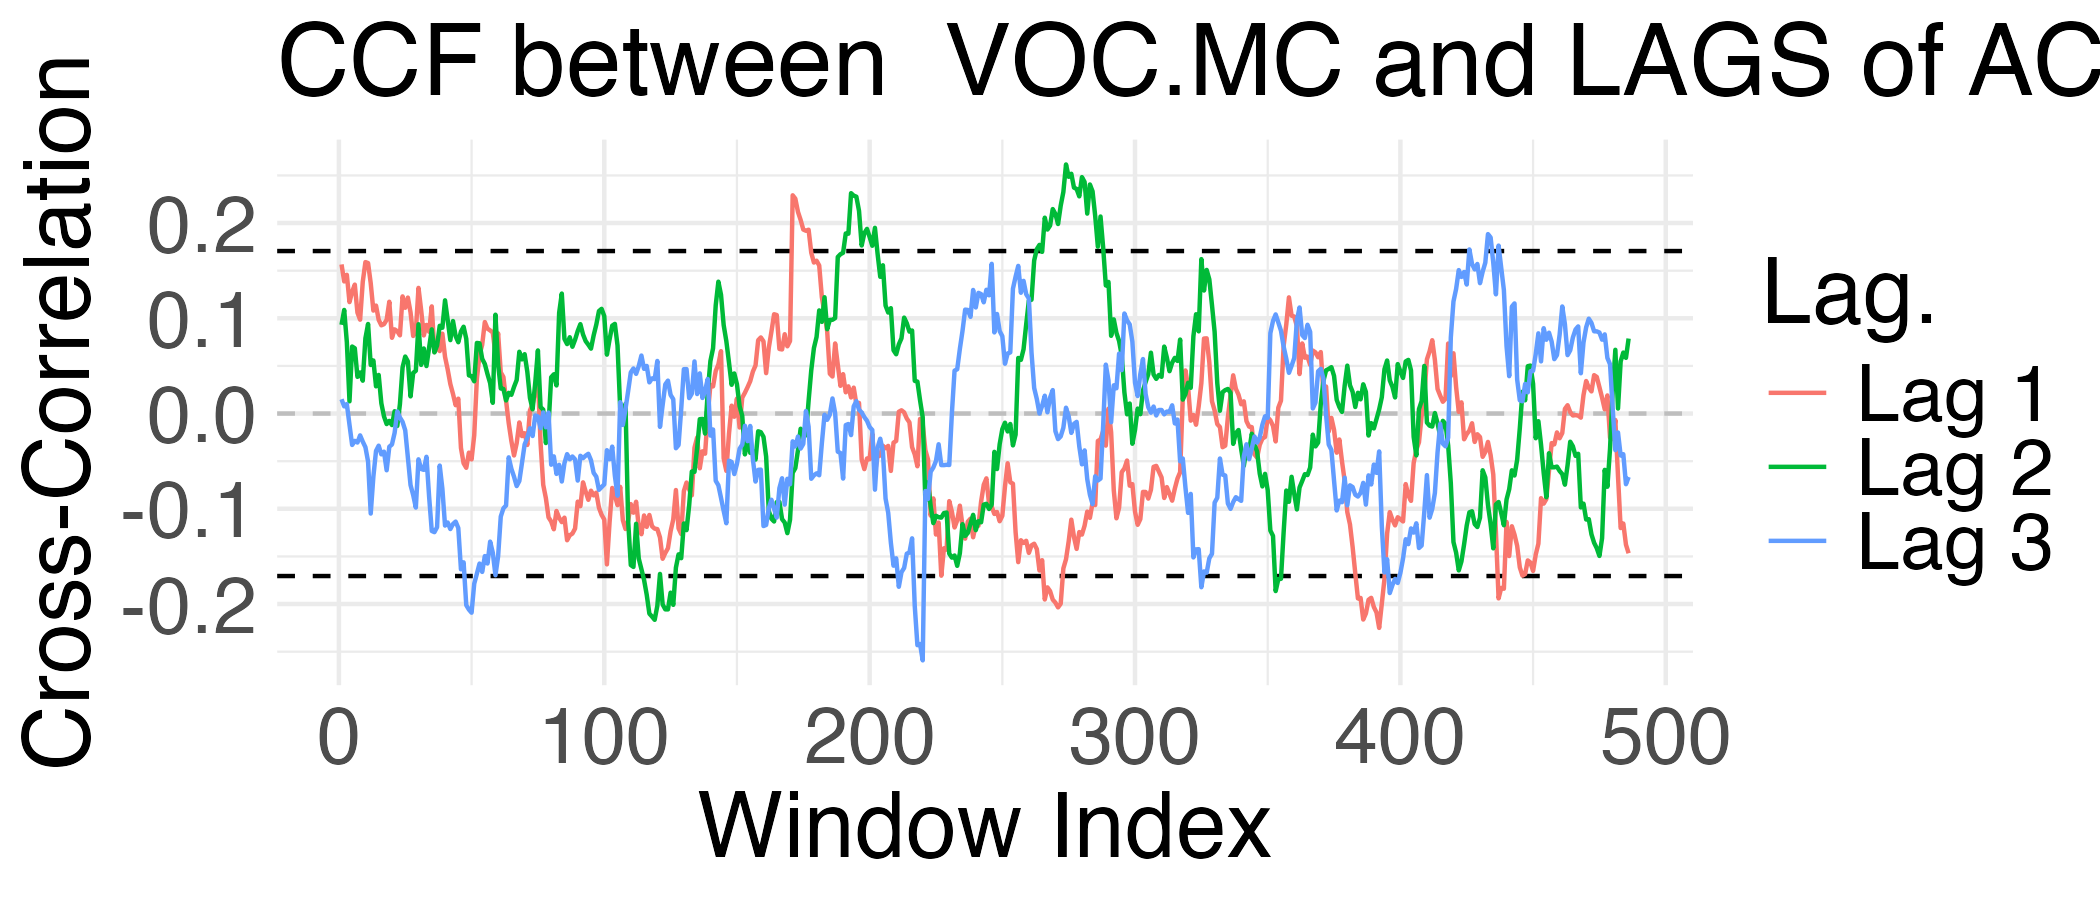 CCF between  VOC.MC and LAGS of AC
Cross-Correlation
0.2
0.1
0.0
-0.1
-0.2
0 100 200 300 400 500
Window Index
Lag.
Lag 1
Lag 2
Lag 3